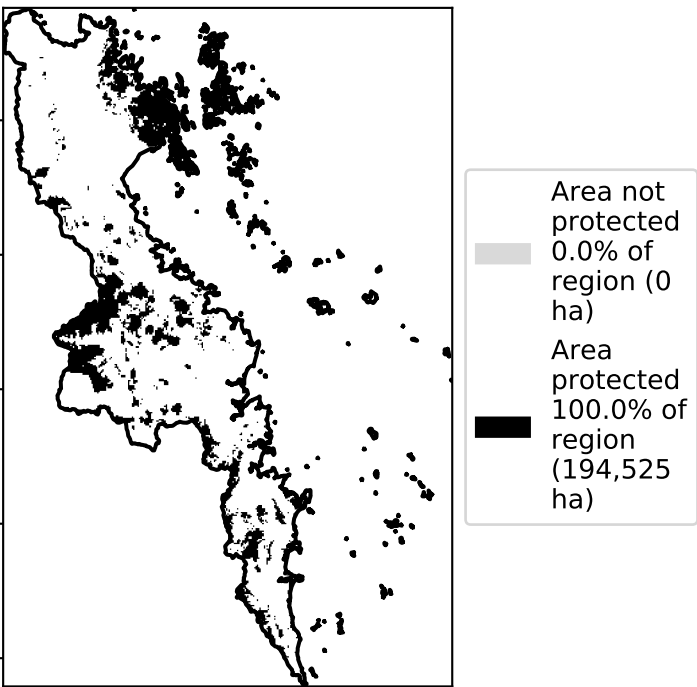 Area not
protected
0.0% of
region (0
ha)
Area
protected
100.0% of
region
(194,525
ha)